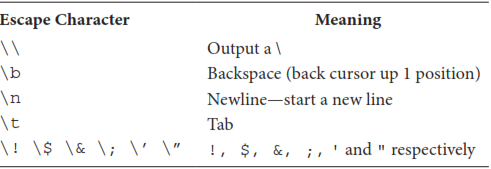 Escape Character Meaning
\\ Output a \
\b Backspace (back cursor up 1 position)
\n Newline—start a new line
\t Tab
\! \$ \& \; \′ \″ !, $, &, ;, ' and " respectively